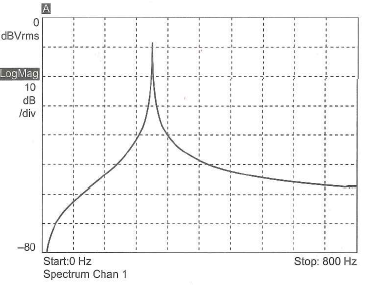 A
0
dBVrms
LogMag
10
dB
/div
–80
Start:0 Hz
Stop: 800 Hz
Spectrum Chan 1